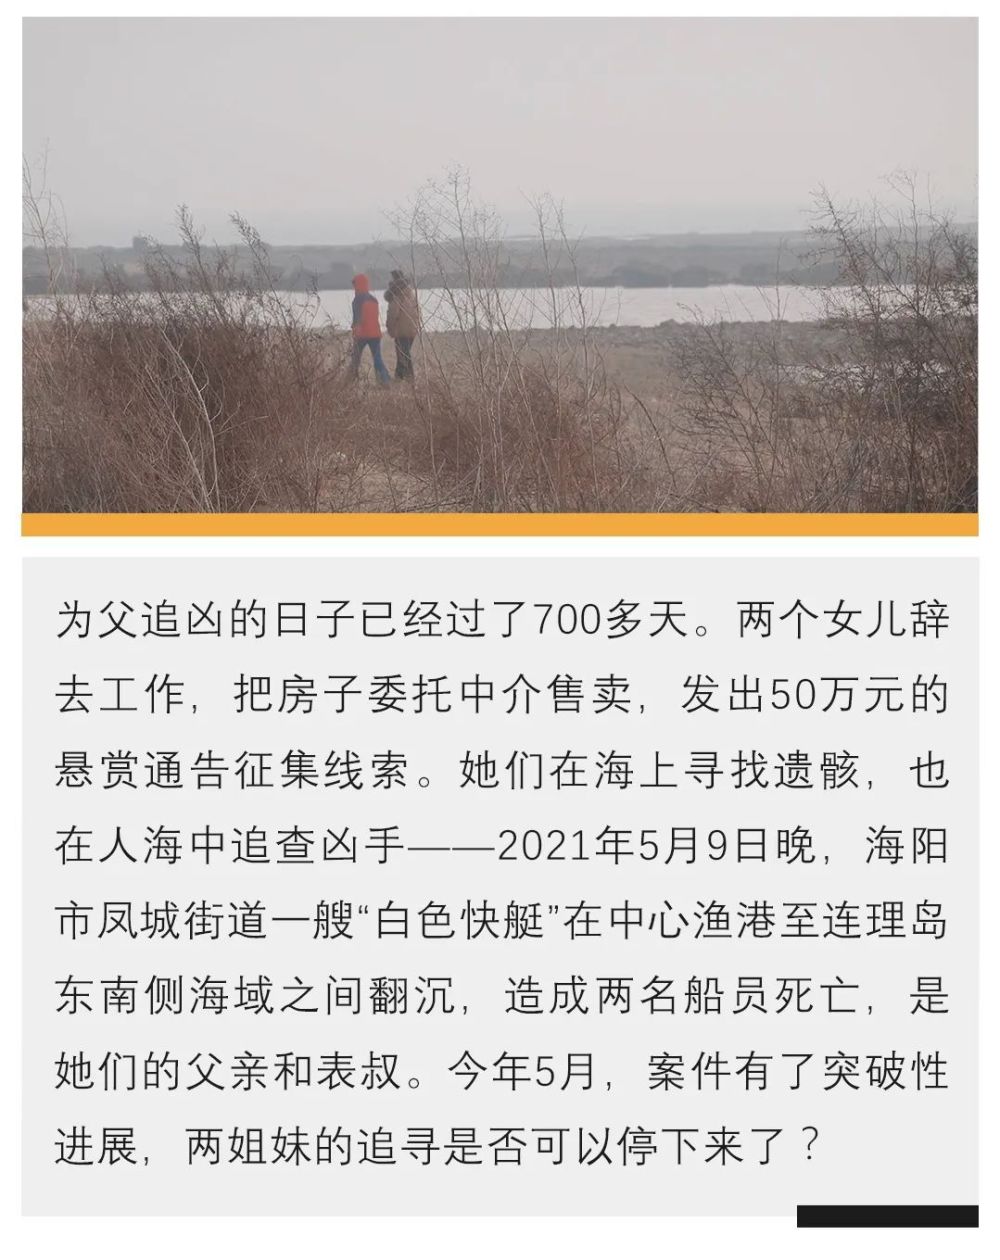 为父追凶的日子已经过了700多天。两个女儿辞
去工作，把房子委托中介售卖，发出50万元的
悬赏通告征集线索。她们在海上寻找遗骸，也
在人海中追查凶手——2021年5月9日晚，海阳
市凤城街道一艘“白色快艇”在中心渔港至连理岛
东南侧海域之间翻沉，造成两名船员死亡，是
她们的父亲和表叔。今年5月，案件有了突破性
进展，两姐妹的追寻是否可以停下来了？